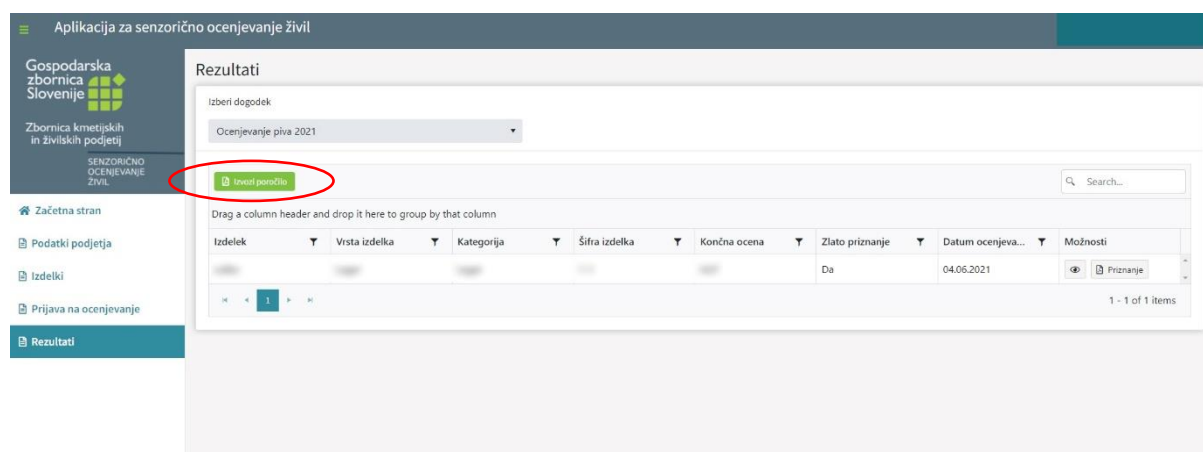 Aplikacija za senzorično ocenjevanje živil
Gospodarska
zbornica
Slovenije
Zbornica kmetijskih
in živilskih podjetij
SENZORIČNO
OCENJEVANJE
ŽIVIL
Začetna stran
Podatki podjetja
Izdelki
Prijava na ocenjevanje
Rezultati
Rezultati
Izberi dogodek
Ocenjevanje piva 2021
Izvozi poročilo
Search...
Drag a column header and drop it here to group by that column
Izdelek Vrsta izdelka Kategorija Šifra izdelka Končna ocena Zlato priznanje Datum ocenjeva... Možnosti
Da 04.06.2021 Priznanje
1
1 - 1 of 1 items